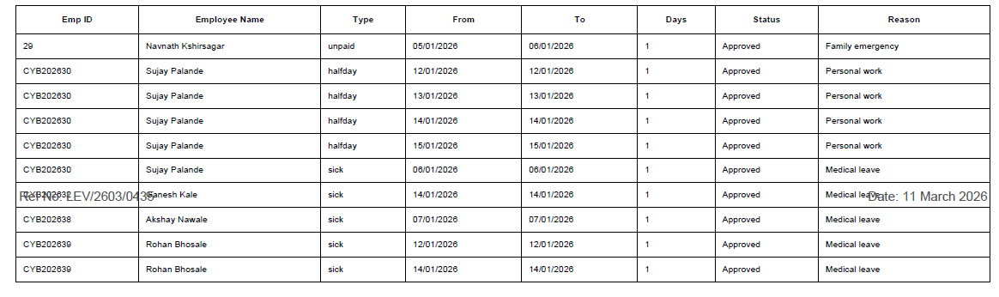 Emp ID Employee Name Type From To Days Status Reason
29 Navnath Kshirsagar unpaid 05/01/2026 06/01/2026 1 Approved Family emergency
CYB202630 Sujay Palande halfday 12/01/2026 12/01/2026 1 Approved Personal work
CYB202630 Sujay Palande halfday 13/01/2026 13/01/2026 1 Approved Personal work
CYB202630 Sujay Palande halfday 14/01/2026 14/01/2026 1 Approved Personal work
CYB202630 Sujay Palande halfday 15/01/2026 15/01/2026 1 Approved Personal work
CYB202630 Sujay Palande sick 06/01/2026 06/01/2026 1 Approved Medical leave
CYB202632 Ganesh Kale sick 14/01/2026 14/01/2026 1 Approved Medical leave
Ref No: LEV/2603/0435 Date: 11 March 2026
CYB202638 Akshay Nawale sick 07/01/2026 07/01/2026 1 Approved Medical leave
CYB202639 Rohan Bhosale sick 12/01/2026 12/01/2026 1 Approved Medical leave
CYB202639 Rohan Bhosale sick 14/01/2026 14/01/2026 1 Approved Medical leave